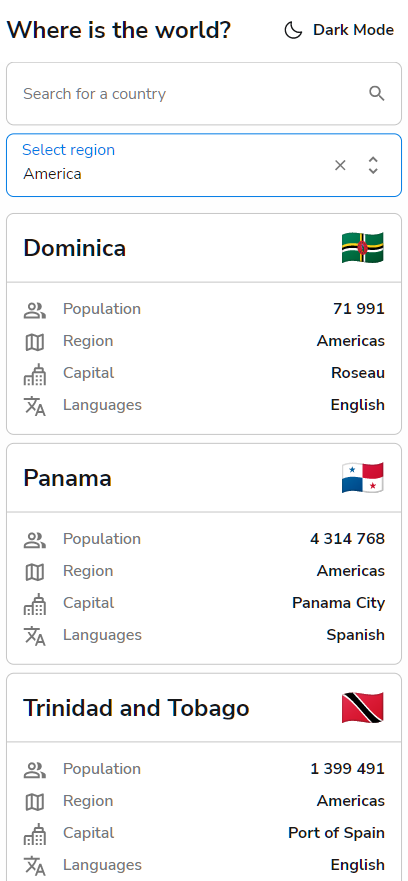 Where is the world? Dark Mode
Search for a country
Select region
America
Dominica
Population 71 991
Region Americas
Capital Roseau
Languages English
Panama
Population 4 314 768
Region Americas
Capital Panama City
Languages Spanish
Trinidad and Tobago
Population 1 399 491
Region Americas
Capital Port of Spain
Languages English